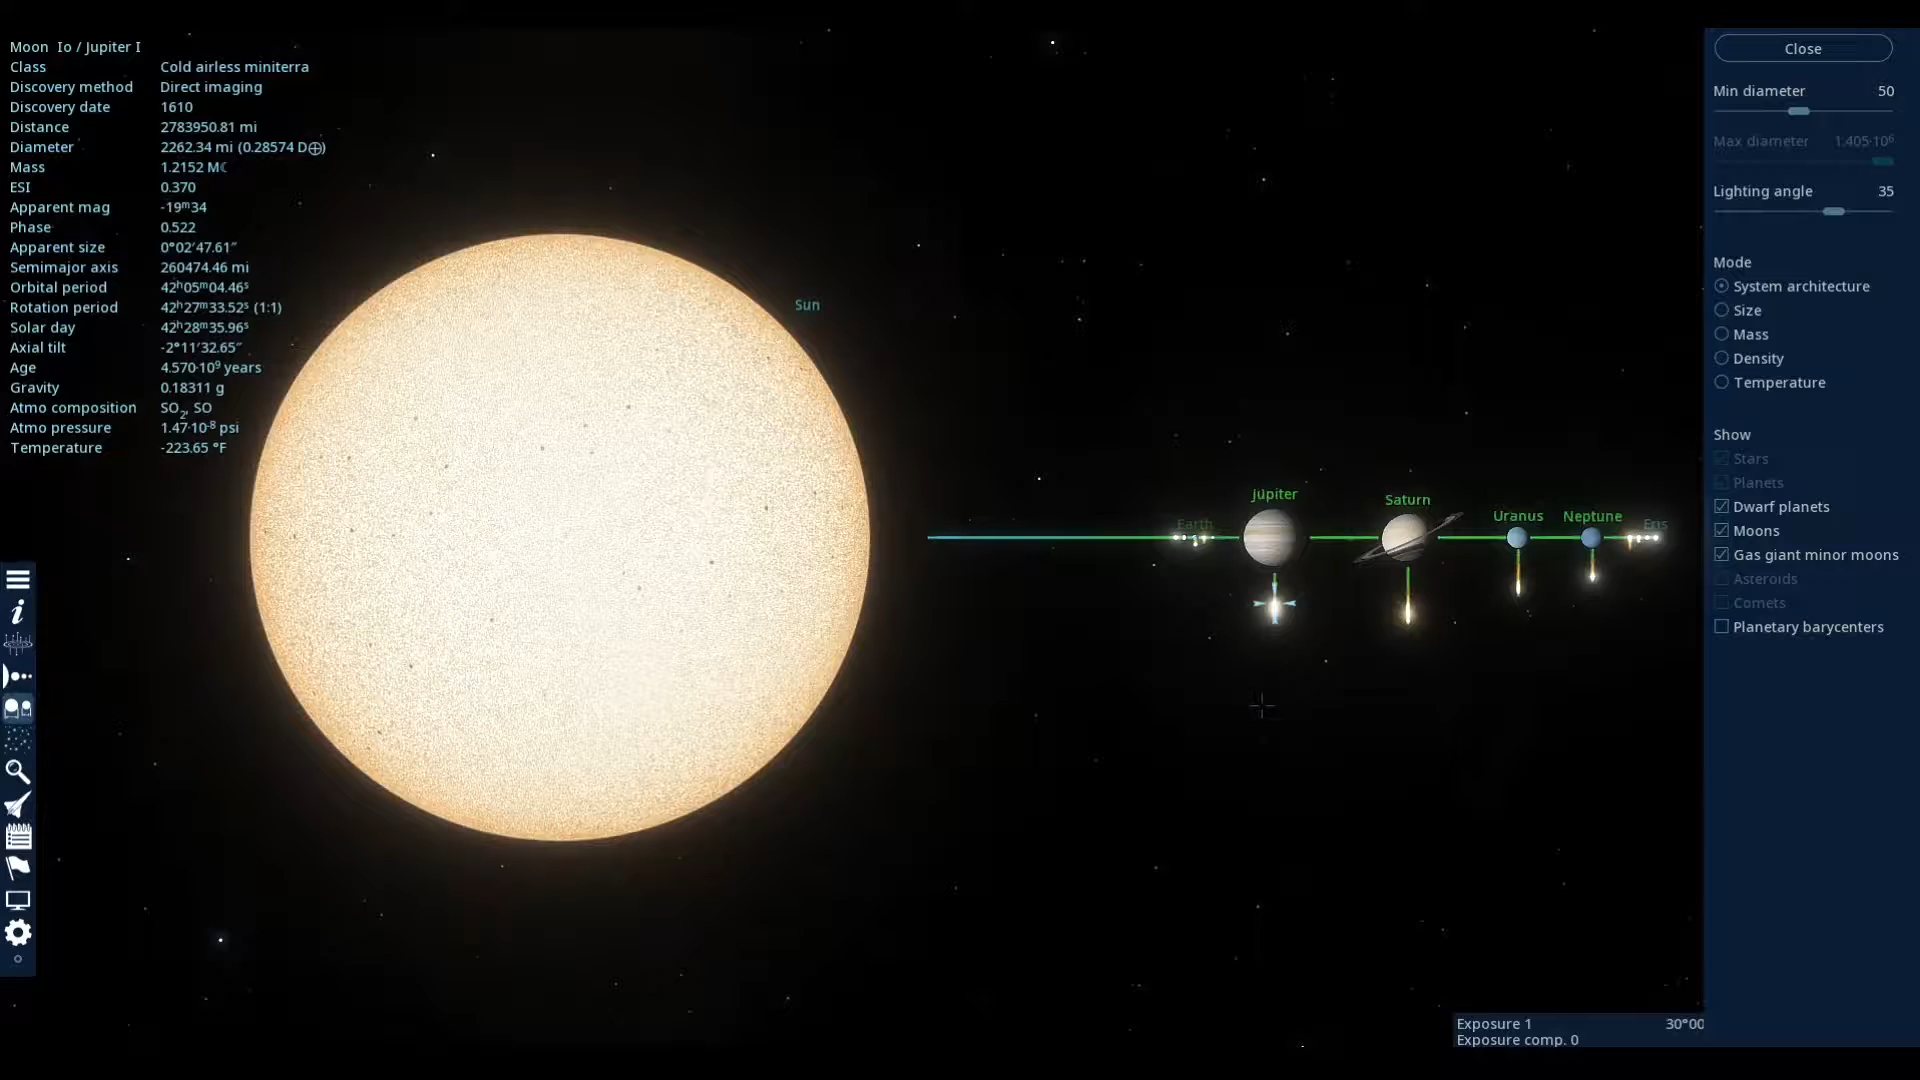 Moon Io / Jupiter I
Class Cold airless miniterra
Discovery method Direct imaging
Discovery date 1610
Distance 2783950.81 mi
Diameter 2262.34 mi (0.28574 D⊕)
Mass 1.2152 M☾
ESI 0.370
Apparent mag -19ᵐ34
Phase 0.522
Apparent size 0°02′47.61″
Semimajor axis 260474.46 mi
Orbital period 42ʰ05ᵐ04.46ˢ
Rotation period 42ʰ27ᵐ33.52ˢ (1:1)
Solar day 42ʰ28ᵐ35.96ˢ
Axial tilt -2°11′32.65″
Age 4.570·10⁹ years
Gravity 0.18311 g
Atmo composition SO₂, SO
Atmo pressure 1.47·10⁻⁸ psi
Temperature -223.65 °F
Sun
Earth
Jupiter
Saturn
Uranus
Neptune
Eris
Close
Min diameter 50
Max diameter 1.405·10⁶
Lighting angle 35
Mode
System architecture
Size
Mass
Density
Temperature
Show
Stars
Planets
Dwarf planets
Moons
Gas giant minor moons
Asteroids
Comets
Planetary barycenters
Exposure 1 30°00
Exposure comp. 0